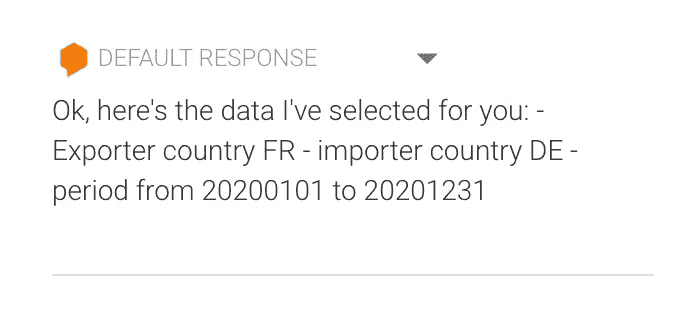 DEFAULT RESPONSE
Ok, here's the data I've selected for you: -
Exporter country FR - importer country DE -
period from 20200101 to 20201231